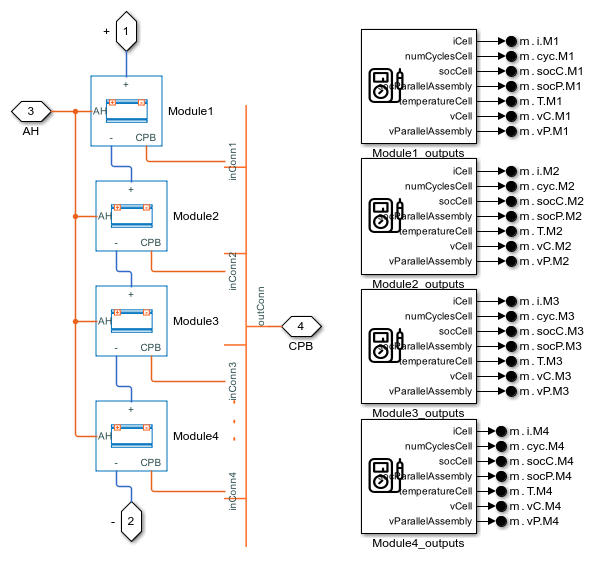 + 1
3
AH
+
AH
- CPB
Module1
inConn1
+
AH
- CPB
Module2
inConn2
+
AH
- CPB
Module3
inConn3
+
AH
- CPB
Module4
inConn4
- 2
outConn
4
CPB
iCell m.i.M1
numCyclesCell m.cyc.M1
socCell m.socC.M1
socParallelAssembly m.socP.M1
temperatureCell m.T.M1
vCell m.vC.M1
vParallelAssembly m.vP.M1
Module1_outputs
iCell m.i.M2
numCyclesCell m.cyc.M2
socCell m.socC.M2
socParallelAssembly m.socP.M2
temperatureCell m.T.M2
vCell m.vC.M2
vParallelAssembly m.vP.M2
Module2_outputs
iCell m.i.M3
numCyclesCell m.cyc.M3
socCell m.socC.M3
socParallelAssembly m.socP.M3
temperatureCell m.T.M3
vCell m.vC.M3
vParallelAssembly m.vP.M3
Module3_outputs
iCell m.i.M4
numCyclesCell m.cyc.M4
socCell m.socC.M4
socParallelAssembly m.socP.M4
temperatureCell m.T.M4
vCell m.vC.M4
vParallelAssembly m.vP.M4
Module4_outputs